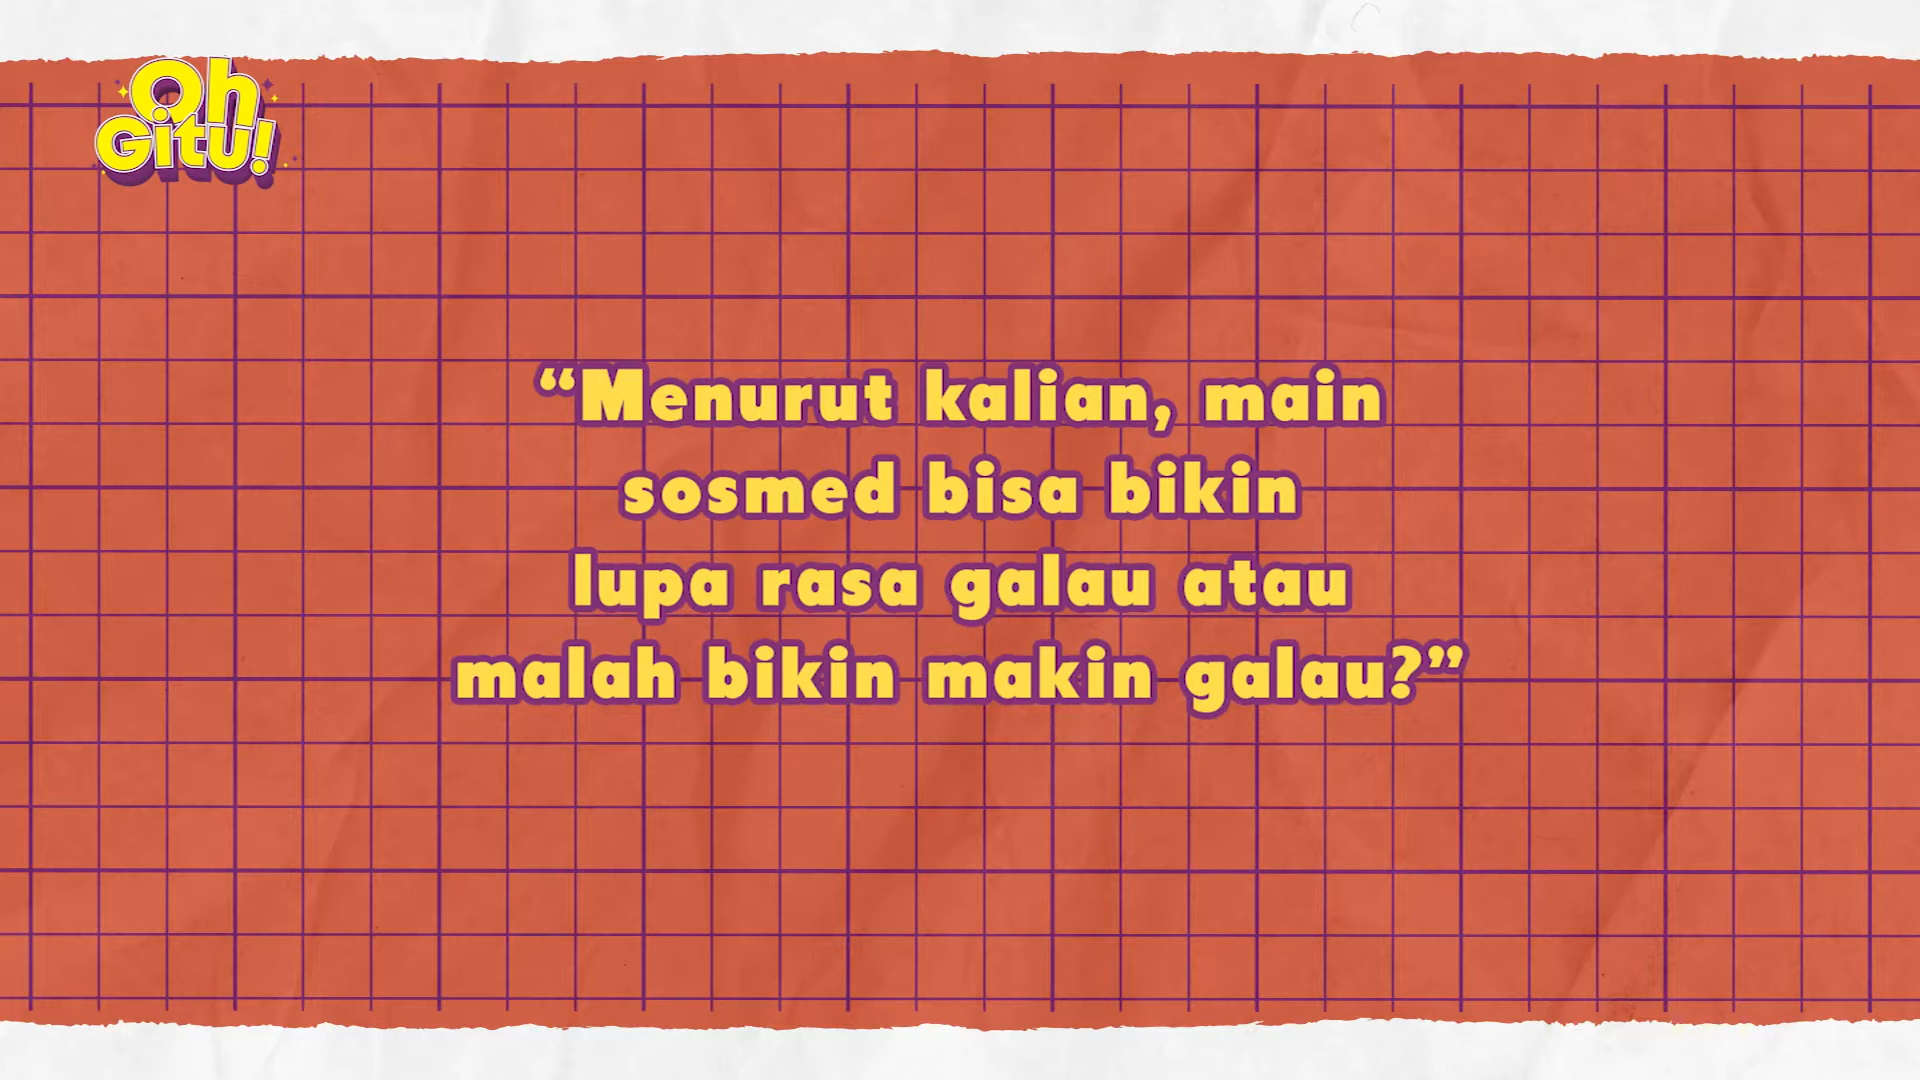 Oh
Gitu!
“Menurut kalian, main
sosmed bisa bikin
lupa rasa galau atau
malah bikin makin galau?”